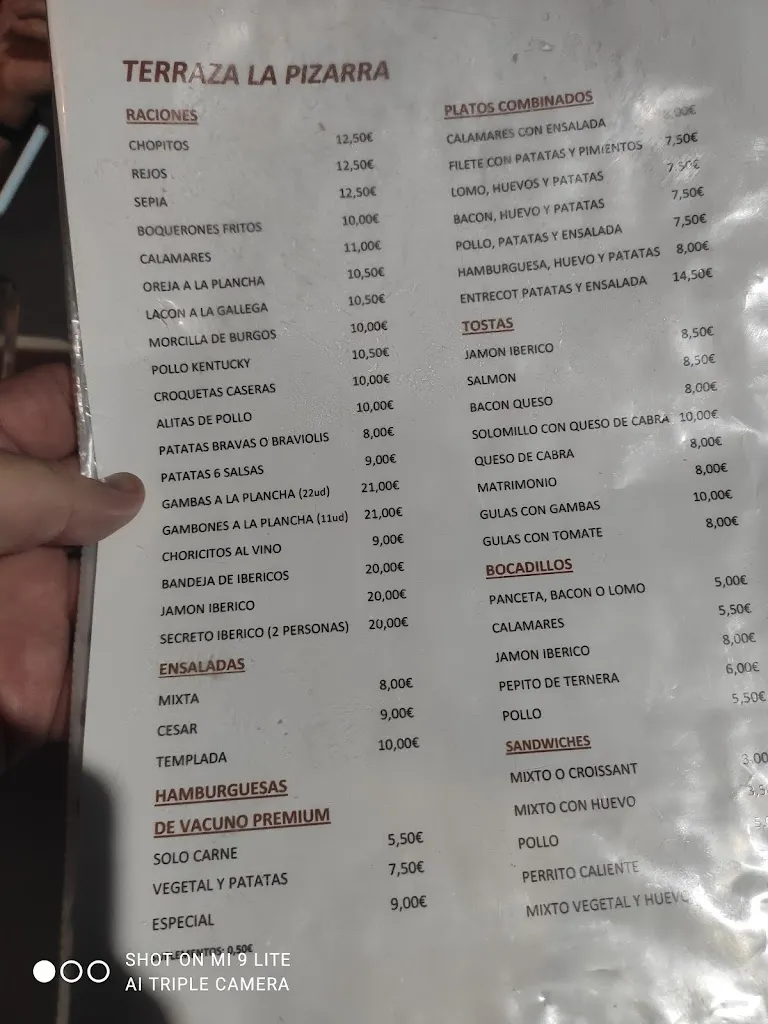 TERRAZA LA PIZARRA
RACIONES
CHOPITOS 12,50€
REJOS 12,50€
SEPIA 12,50€
BOQUERONES FRITOS 10,00€
CALAMARES 11,00€
OREJA A LA PLANCHA 10,50€
LACON A LA GALLEGA 10,50€
MORCILLA DE BURGOS 10,00€
POLLO KENTUCKY 10,50€
CROQUETAS CASERAS 10,00€
ALITAS DE POLLO 10,00€
PATATAS BRAVAS O BRAVIOLIS 8,00€
PATATAS 6 SALSAS 9,00€
GAMBAS A LA PLANCHA (22ud) 21,00€
GAMBONES A LA PLANCHA (11ud) 21,00€
CHORICITOS AL VINO 9,00€
BANDEJA DE IBERICOS 20,00€
JAMON IBERICO 20,00€
SECRETO IBERICO (2 PERSONAS) 20,00€
ENSALADAS
MIXTA 8,00€
CESAR 9,00€
TEMPLADA 10,00€
HAMBURGUESAS
DE VACUNO PREMIUM
SOLO CARNE 5,50€
VEGETAL Y PATATAS 7,50€
ESPECIAL 9,00€
0,50€
PLATOS COMBINADOS
CALAMARES CON ENSALADA
FILETE CON PATATAS Y PIMIENTOS 7,50€
LOMO, HUEVOS Y PATATAS 7,50€
BACON, HUEVO Y PATATAS 7,50€
POLLO, PATATAS Y ENSALADA 7,50€
HAMBURGUESA, HUEVO Y PATATAS 8,00€
ENTRECOT PATATAS Y ENSALADA 14,50€
TOSTAS
JAMON IBERICO 8,50€
SALMON 8,50€
BACON QUESO 8,00€
SOLOMILLO CON QUESO DE CABRA 10,00€
QUESO DE CABRA 8,00€
MATRIMONIO 8,00€
GULAS CON GAMBAS 10,00€
GULAS CON TOMATE 8,00€
BOCADILLOS
PANCETA, BACON O LOMO 5,00€
CALAMARES 5,50€
JAMON IBERICO 8,00€
PEPITO DE TERNERA 6,00€
POLLO 5,50€
SANDWICHES
MIXTO O CROISSANT 3,00
MIXTO CON HUEVO
POLLO
PERRITO CALIENTE
MIXTO VEGETAL Y HUEVO
SHOT ON MI 9 LITE
AI TRIPLE CAMERA